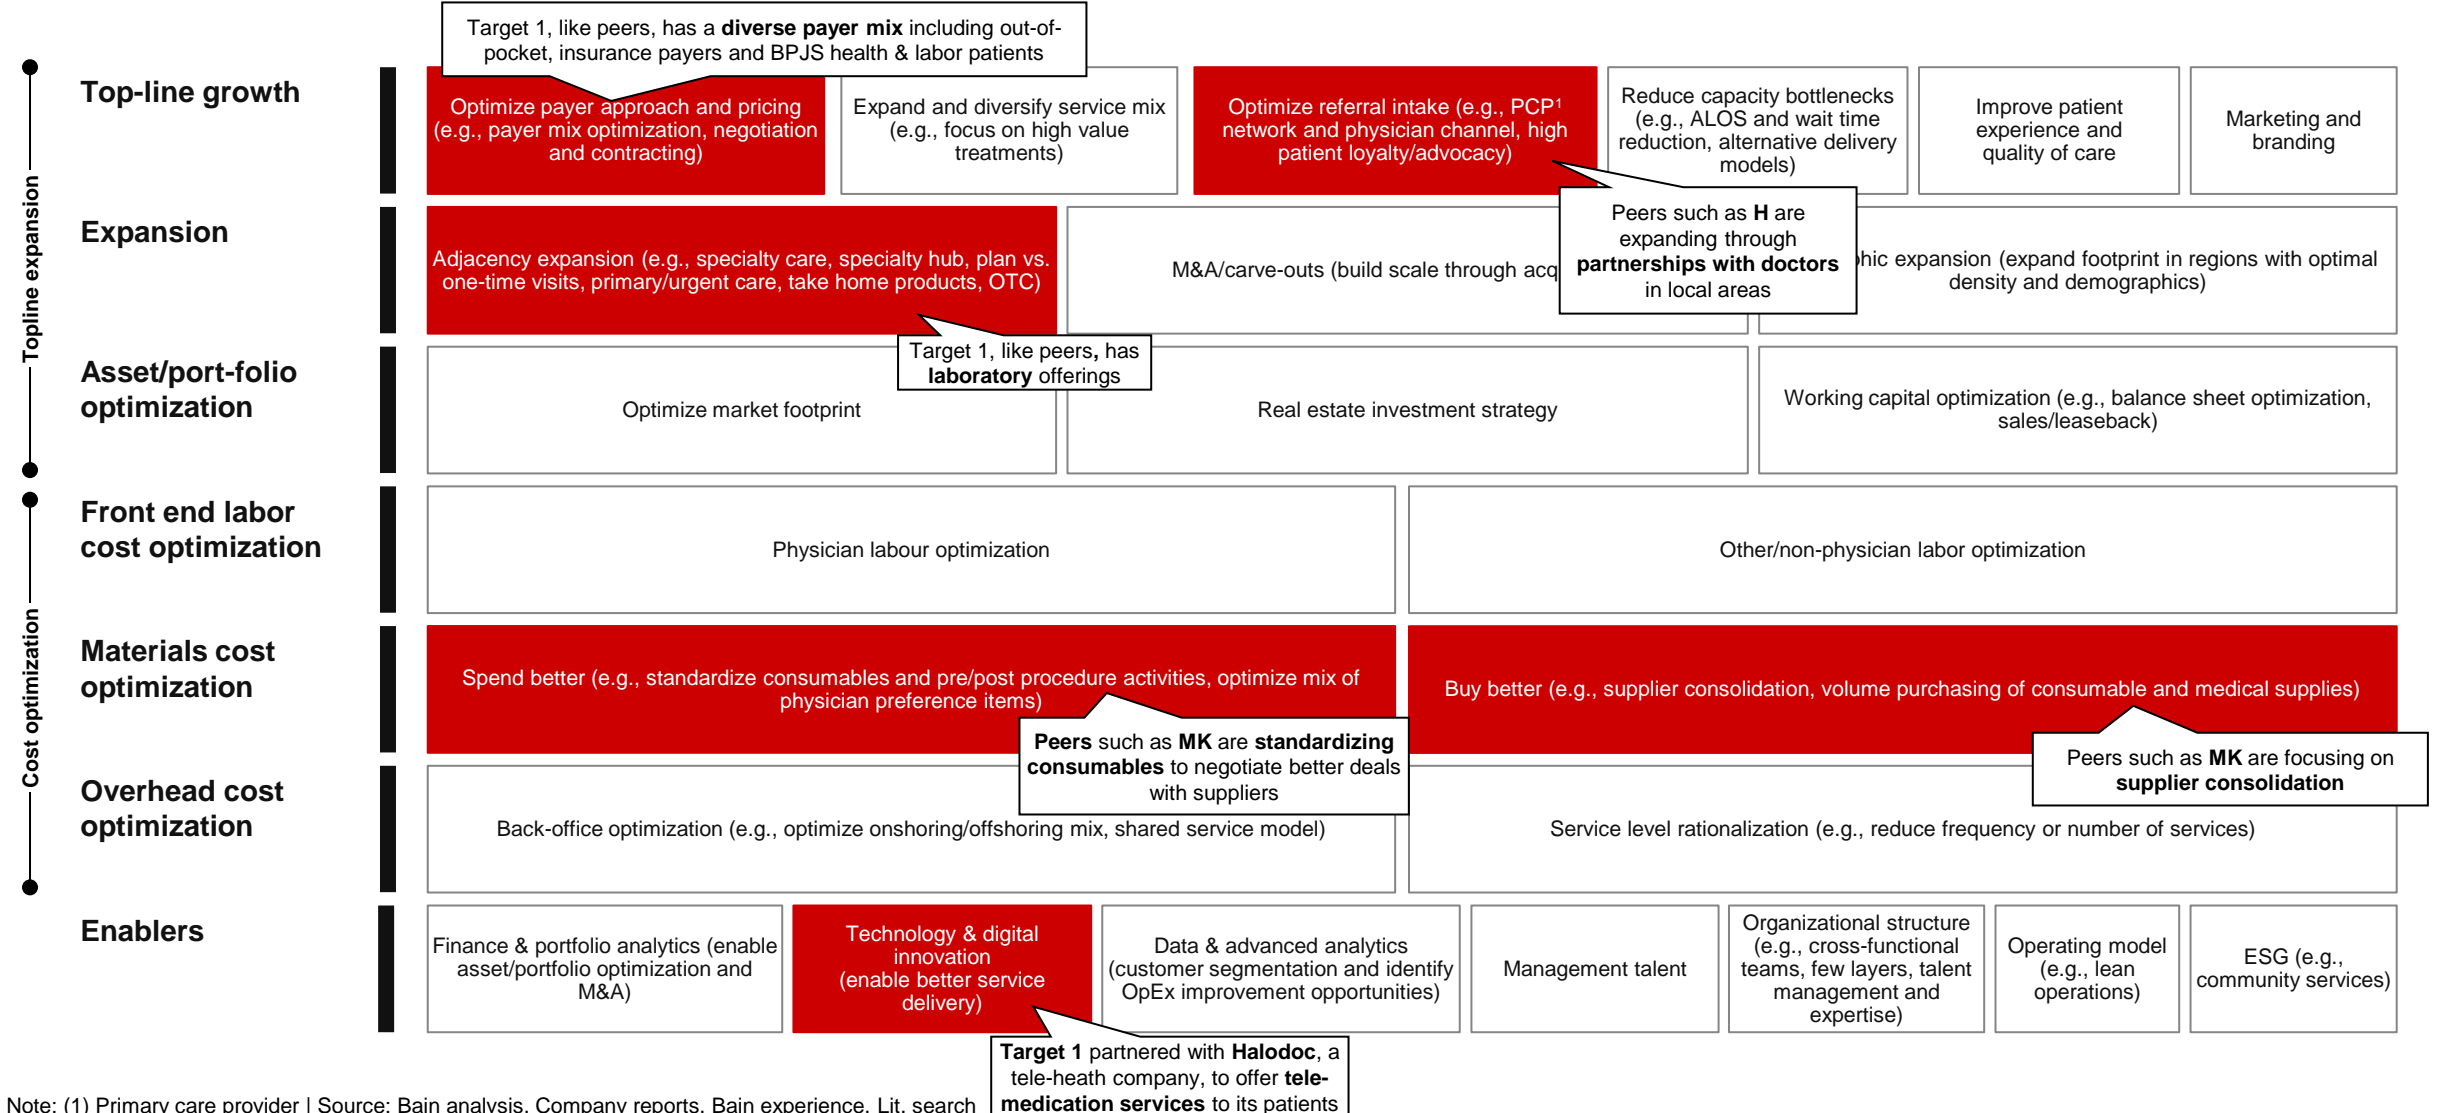 Target 1, like peers, has a diverse payer mix including out-of-
pocket, insurance payers and BPJS health & labor patients
Topline expansion
Top-line growth
Optimize payer approach and pricing
(e.g., payer mix optimization, negotiation
and contracting)
Expand and diversify service mix
(e.g., focus on high value
treatments)
Optimize referral intake (e.g., PCP¹
network and physician channel, high
patient loyalty/advocacy)
Reduce capacity bottlenecks
(e.g., ALOS and wait time
reduction, alternative delivery
models)
Improve patient
experience and
quality of care
Marketing and
branding
Peers such as H are
expanding through
partnerships with doctors
in local areas
Expansion
Adjacency expansion (e.g., specialty care, specialty hub, plan vs.
one-time visits, primary/urgent care, take home products, OTC)
M&A/carve-outs (build scale through acq
hic expansion (expand footprint in regions with optimal
density and demographics)
Target 1, like peers, has
laboratory offerings
Asset/port-folio
optimization
Optimize market footprint
Real estate investment strategy
Working capital optimization (e.g., balance sheet optimization,
sales/leaseback)
Cost optimization
Front end labor
cost optimization
Physician labour optimization
Other/non-physician labor optimization
Materials cost
optimization
Spend better (e.g., standardize consumables and pre/post procedure activities, optimize mix of
physician preference items)
Buy better (e.g., supplier consolidation, volume purchasing of consumable and medical supplies)
Peers such as MK are standardizing
consumables to negotiate better deals
with suppliers
Peers such as MK are focusing on
supplier consolidation
Overhead cost
optimization
Back-office optimization (e.g., optimize onshoring/offshoring mix, shared service model)
Service level rationalization (e.g., reduce frequency or number of services)
Enablers
Finance & portfolio analytics (enable
asset/portfolio optimization and
M&A)
Technology & digital
innovation
(enable better service
delivery)
Data & advanced analytics
(customer segmentation and identify
OpEx improvement opportunities)
Management talent
Organizational structure
(e.g., cross-functional
teams, few layers, talent
management and
expertise)
Operating model
(e.g., lean
operations)
ESG (e.g.,
community services)
Target 1 partnered with Halodoc, a
tele-heath company, to offer tele-
medication services to its patients
Note: (1) Primary care provider | Source: Bain analysis, Company reports, Bain experience, Lit. search